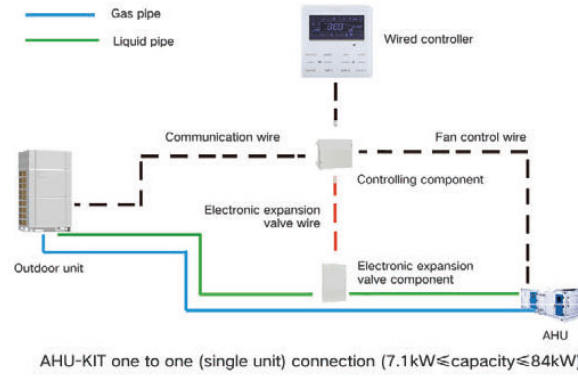 Gas pipe
Liquid pipe
Wired controller
Communication wire
Fan control wire
Controlling component
Electronic expansion
valve wire
Outdoor unit
Electronic expansion
valve component
AHU
AHU-KIT one to one (single unit) connection (7.1kW≤capacity≤84kW)